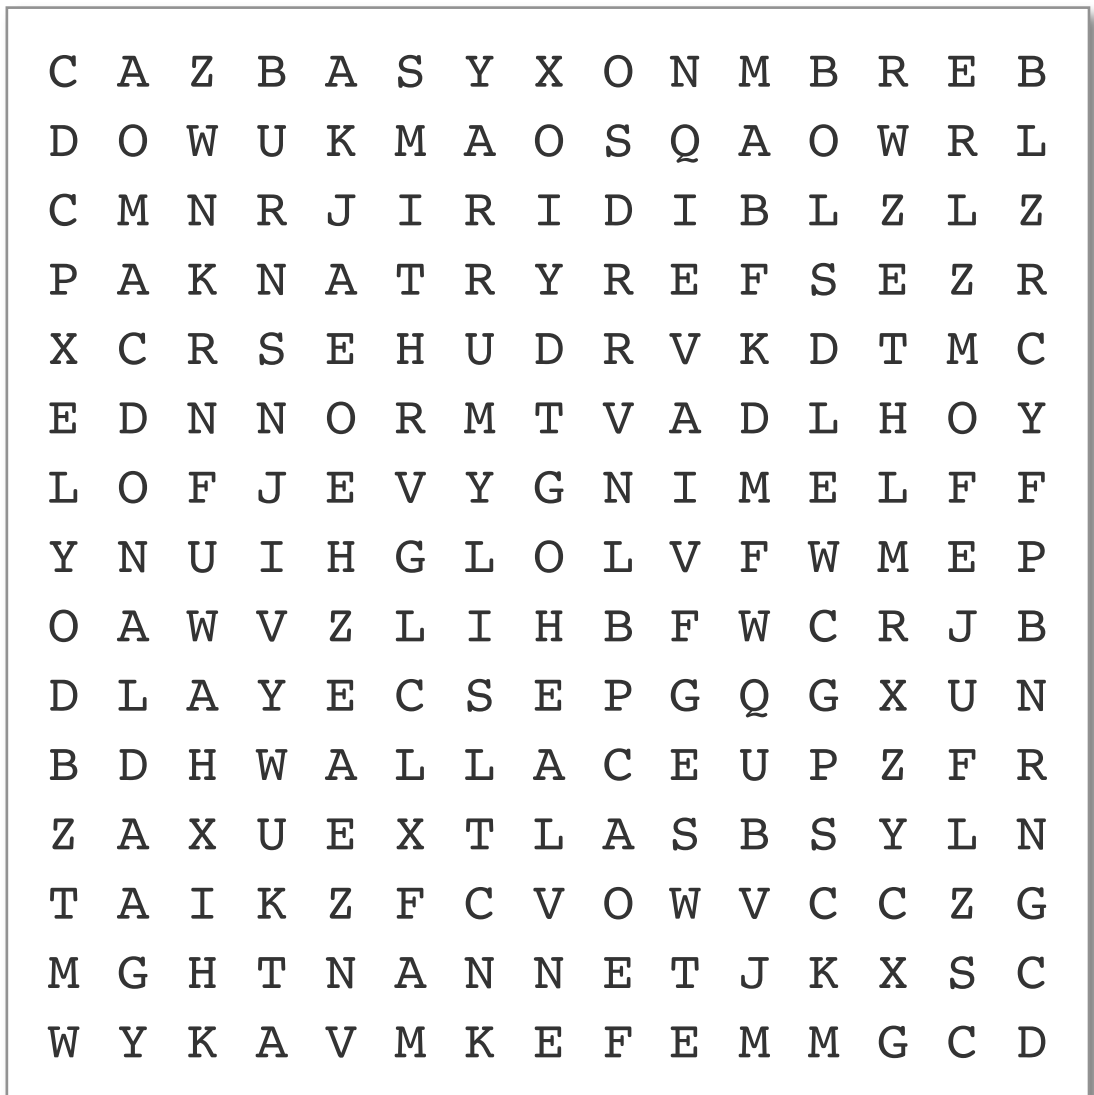 C A Z B A S Y X O N M B R E B
D O W U K M A O S Q A O W R L
C M N R J I R I D I B L Z L Z
P A K N A T R Y R E F S E Z R
X C R S E H U D R V K D T M C
E D N N O R M T V A D L H O Y
L O F J E V Y G N I M E L F F
Y N U I H G L O L V F W M E P
O A W V Z L I H B F W C R J B
D L A Y E C S E P G Q G X U N
B D H W A L L A C E U P Z F R
Z A X U E X T L A S B S Y L N
T A I K Z F C V O W V C C Z G
M G H T N A N N E T J K X S C
W Y K A V M K E F E M M G C D